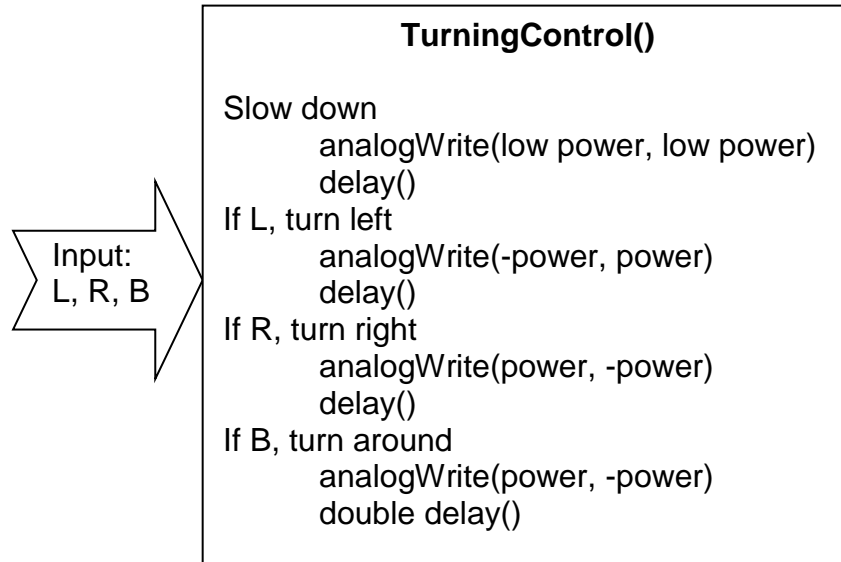 TurningControl()
Slow down
analogWrite(low power, low power)
delay()
If L, turn left
analogWrite(-power, power)
delay()
If R, turn right
analogWrite(power, -power)
delay()
If B, turn around
analogWrite(power, -power)
double delay()
Input:
L, R, B